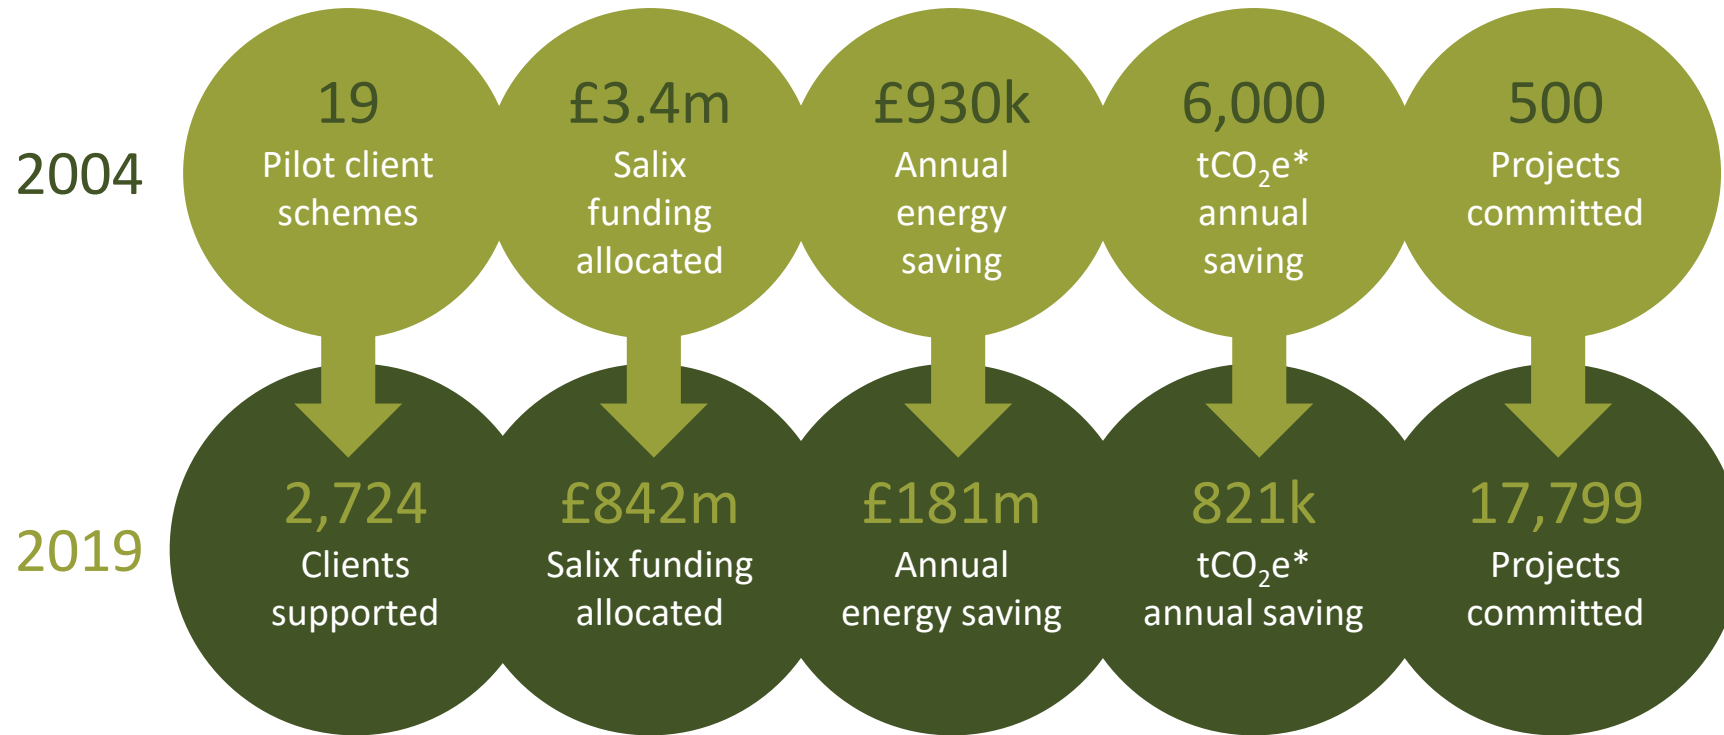 2004
19
Pilot client
schemes
£3.4m
Salix
funding
allocated
£930k
Annual
energy
saving
6,000
tCO₂e*
annual
saving
500
Projects
committed
2019
2,724
Clients
supported
£842m
Salix funding
allocated
£181m
Annual
energy saving
821k
tCO₂e*
annual saving
17,799
Projects
committed